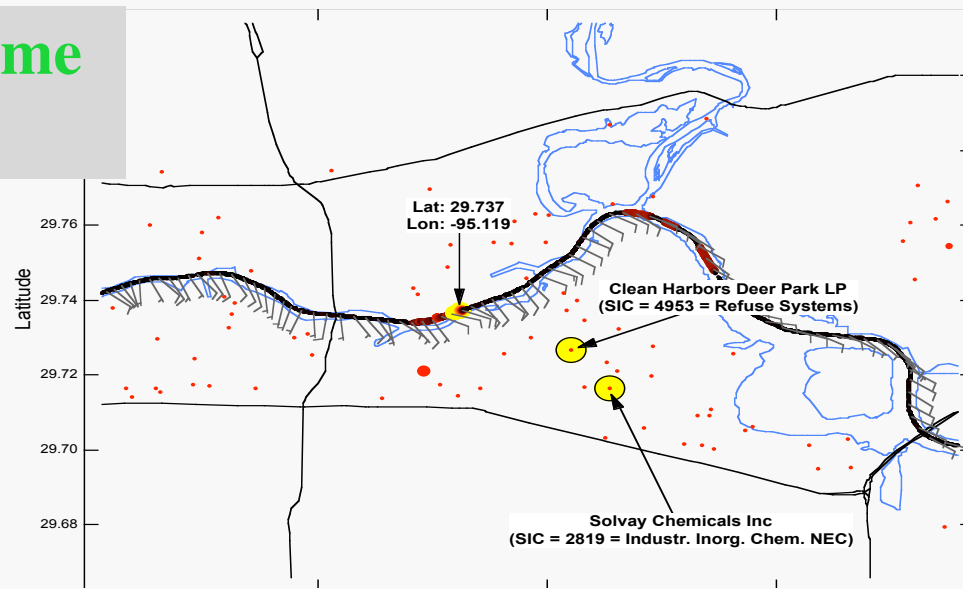 me
Lat: 29.737
Lon: -95.119
29.76
Clean Harbors Deer Park LP
(SIC = 4953 = Refuse Systems)
29.74
Latitude
29.72
29.70
29.68
Solvay Chemicals Inc
(SIC = 2819 = Industr. Inorg. Chem. NEC)